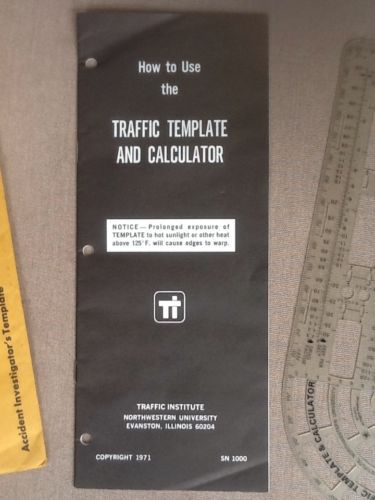 How to Use
the
TRAFFIC TEMPLATE
AND CALCULATOR
NOTICE — Prolonged exposure of
TEMPLATE to hot sunlight or other heat
above 125° F. will cause edges to warp.
TI
TRAFFIC INSTITUTE
NORTHWESTERN UNIVERSITY
EVANSTON, ILLINOIS 60204
COPYRIGHT 1971 SN 1000
Accident Investigator's Template
TEMPLATE & CALCULATOR